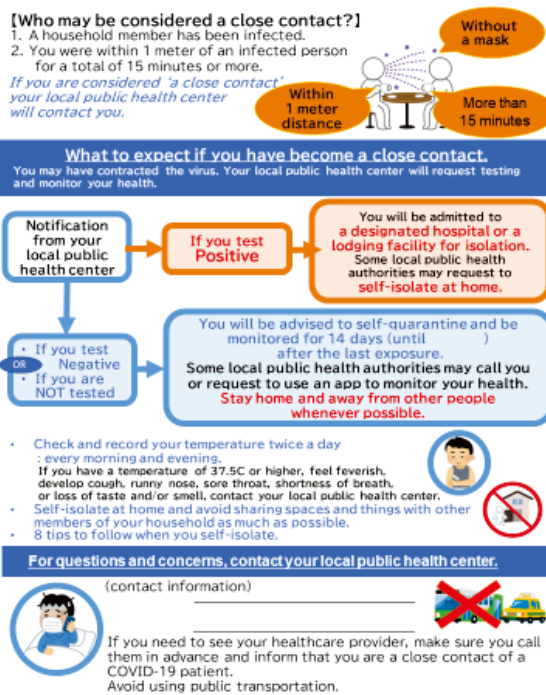 【Who may be considered a close contact?】
1. A household member has been infected.
2. You were within 1 meter of an infected person
for a total of 15 minutes or more.
If you are considered ‘a close contact’
your local public health center
will contact you.
Without
a mask
Within
1 meter
distance
More than
15 minutes
What to expect if you have become a close contact.
You may have contracted the virus. Your local public health center will request testing
and monitor your health.
Notification
from your
local public
health center
If you test
Positive
You will be admitted to
a designated hospital or a
lodging facility for isolation.
Some local public health
authorities may request to
self-isolate at home.
・ If you test
Negative
OR
・ If you are
NOT tested
You will be advised to self-quarantine and be
monitored for 14 days (until )
after the last exposure.
Some local public health authorities may call you
or request to use an app to monitor your health.
Stay home and away from other people
whenever possible.
・ Check and record your temperature twice a day
: every morning and evening.
If you have a temperature of 37.5C or higher, feel feverish,
develop cough, runny nose, sore throat, shortness of breath,
or loss of taste and/or smell, contact your local public health center.
・ Self-isolate at home and avoid sharing spaces and things with other
members of your household as much as possible.
・ 8 tips to follow when you self-isolate.
For questions and concerns, contact your local public health center.
(contact information)
If you need to see your healthcare provider, make sure you call
them in advance and inform that you are a close contact of a
COVID-19 patient.
Avoid using public transportation.